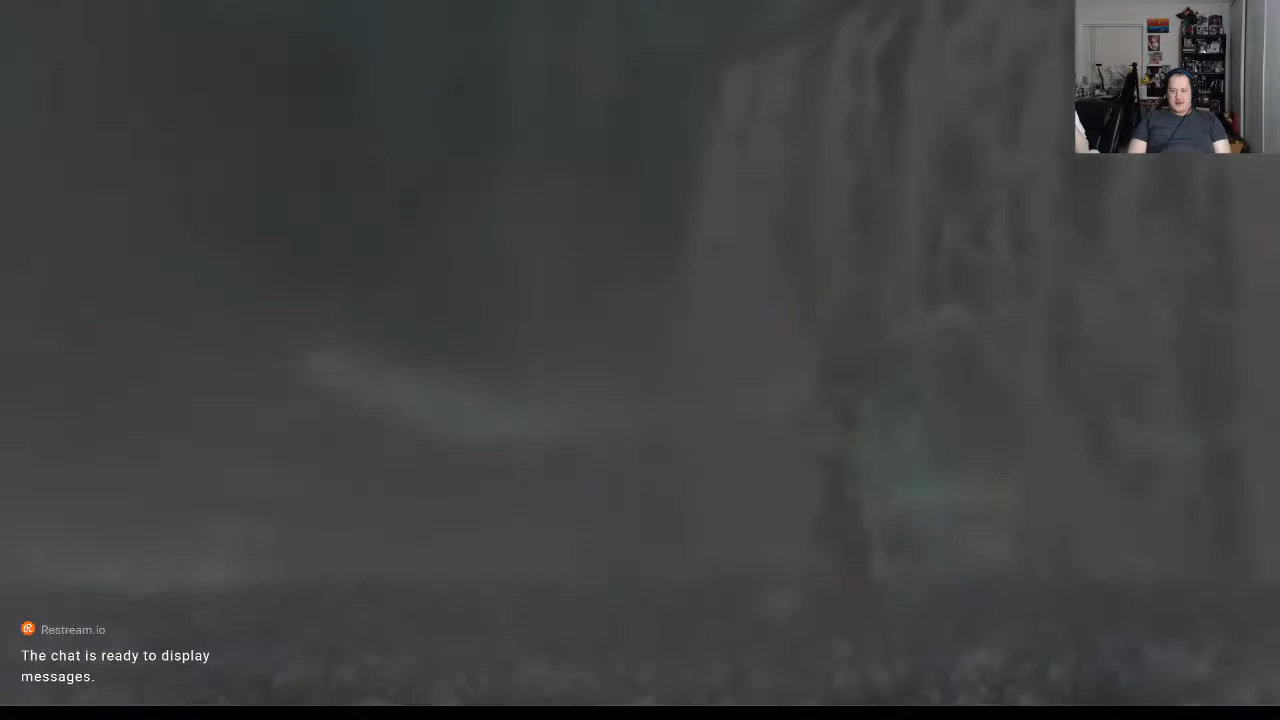 Restream.io
The chat is ready to display
messages.